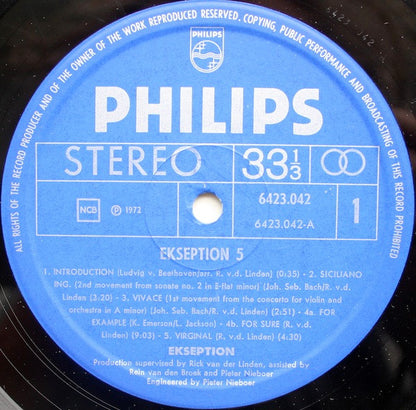 ALL RIGHTS OF THE RECORD PRODUCER AND OF THE OWNER OF THE WORK REPRODUCED RESERVED. COPYING, PUBLIC PERFORMANCE AND BROADCASTING OF THIS RECORD PROHIBITED
PHILIPS
PHILIPS
STEREO 33 1/3
NCB ℗ 1972 6423.042 1
6423.042-A
EKSEPTION 5
1. INTRODUCTION (Ludwig v. Beethoven/arr. R. v.d. Linden) (0:35) - 2. SICILIANO
ING. (2nd movement from sonate no. 2 in E-flat minor) (Joh. Seb. Bach/R. v.d.
Linden) (3:20) - 3. VIVACE (1st movement from the concerto for violin and
orchestra in A minor) (Joh. Seb. Bach/R. v.d. Linden) (2:51) - 4a. FOR
EXAMPLE (K. Emerson/L. Jackson) - 4b. FOR SURE (R. v.d.
Linden) (9:03) - 5. VIRGINAL (R. v.d. Linden) (4:30)
EKSEPTION
Production supervised by Rick van der Linden, assisted by
Rein van den Broek and Pieter Nieboer
Engineered by Pieter Nieboer